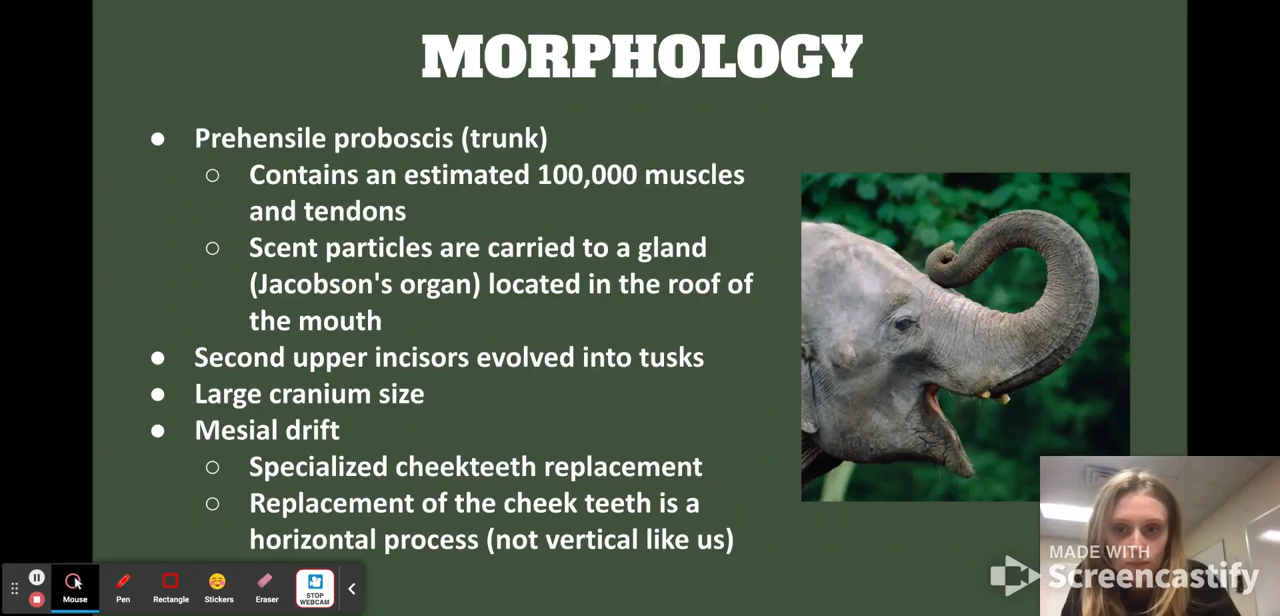 MORPHOLOGY
● Prehensile proboscis (trunk)
○ Contains an estimated 100,000 muscles
and tendons
○ Scent particles are carried to a gland
(Jacobson's organ) located in the roof of
the mouth
● Second upper incisors evolved into tusks
● Large cranium size
● Mesial drift
○ Specialized cheekteeth replacement
○ Replacement of the cheek teeth is a
horizontal process (not vertical like us)
MADE WITH
Screencastify
Mouse
Pen
Rectangle
Stickers
Eraser
STOP
WEBCAM